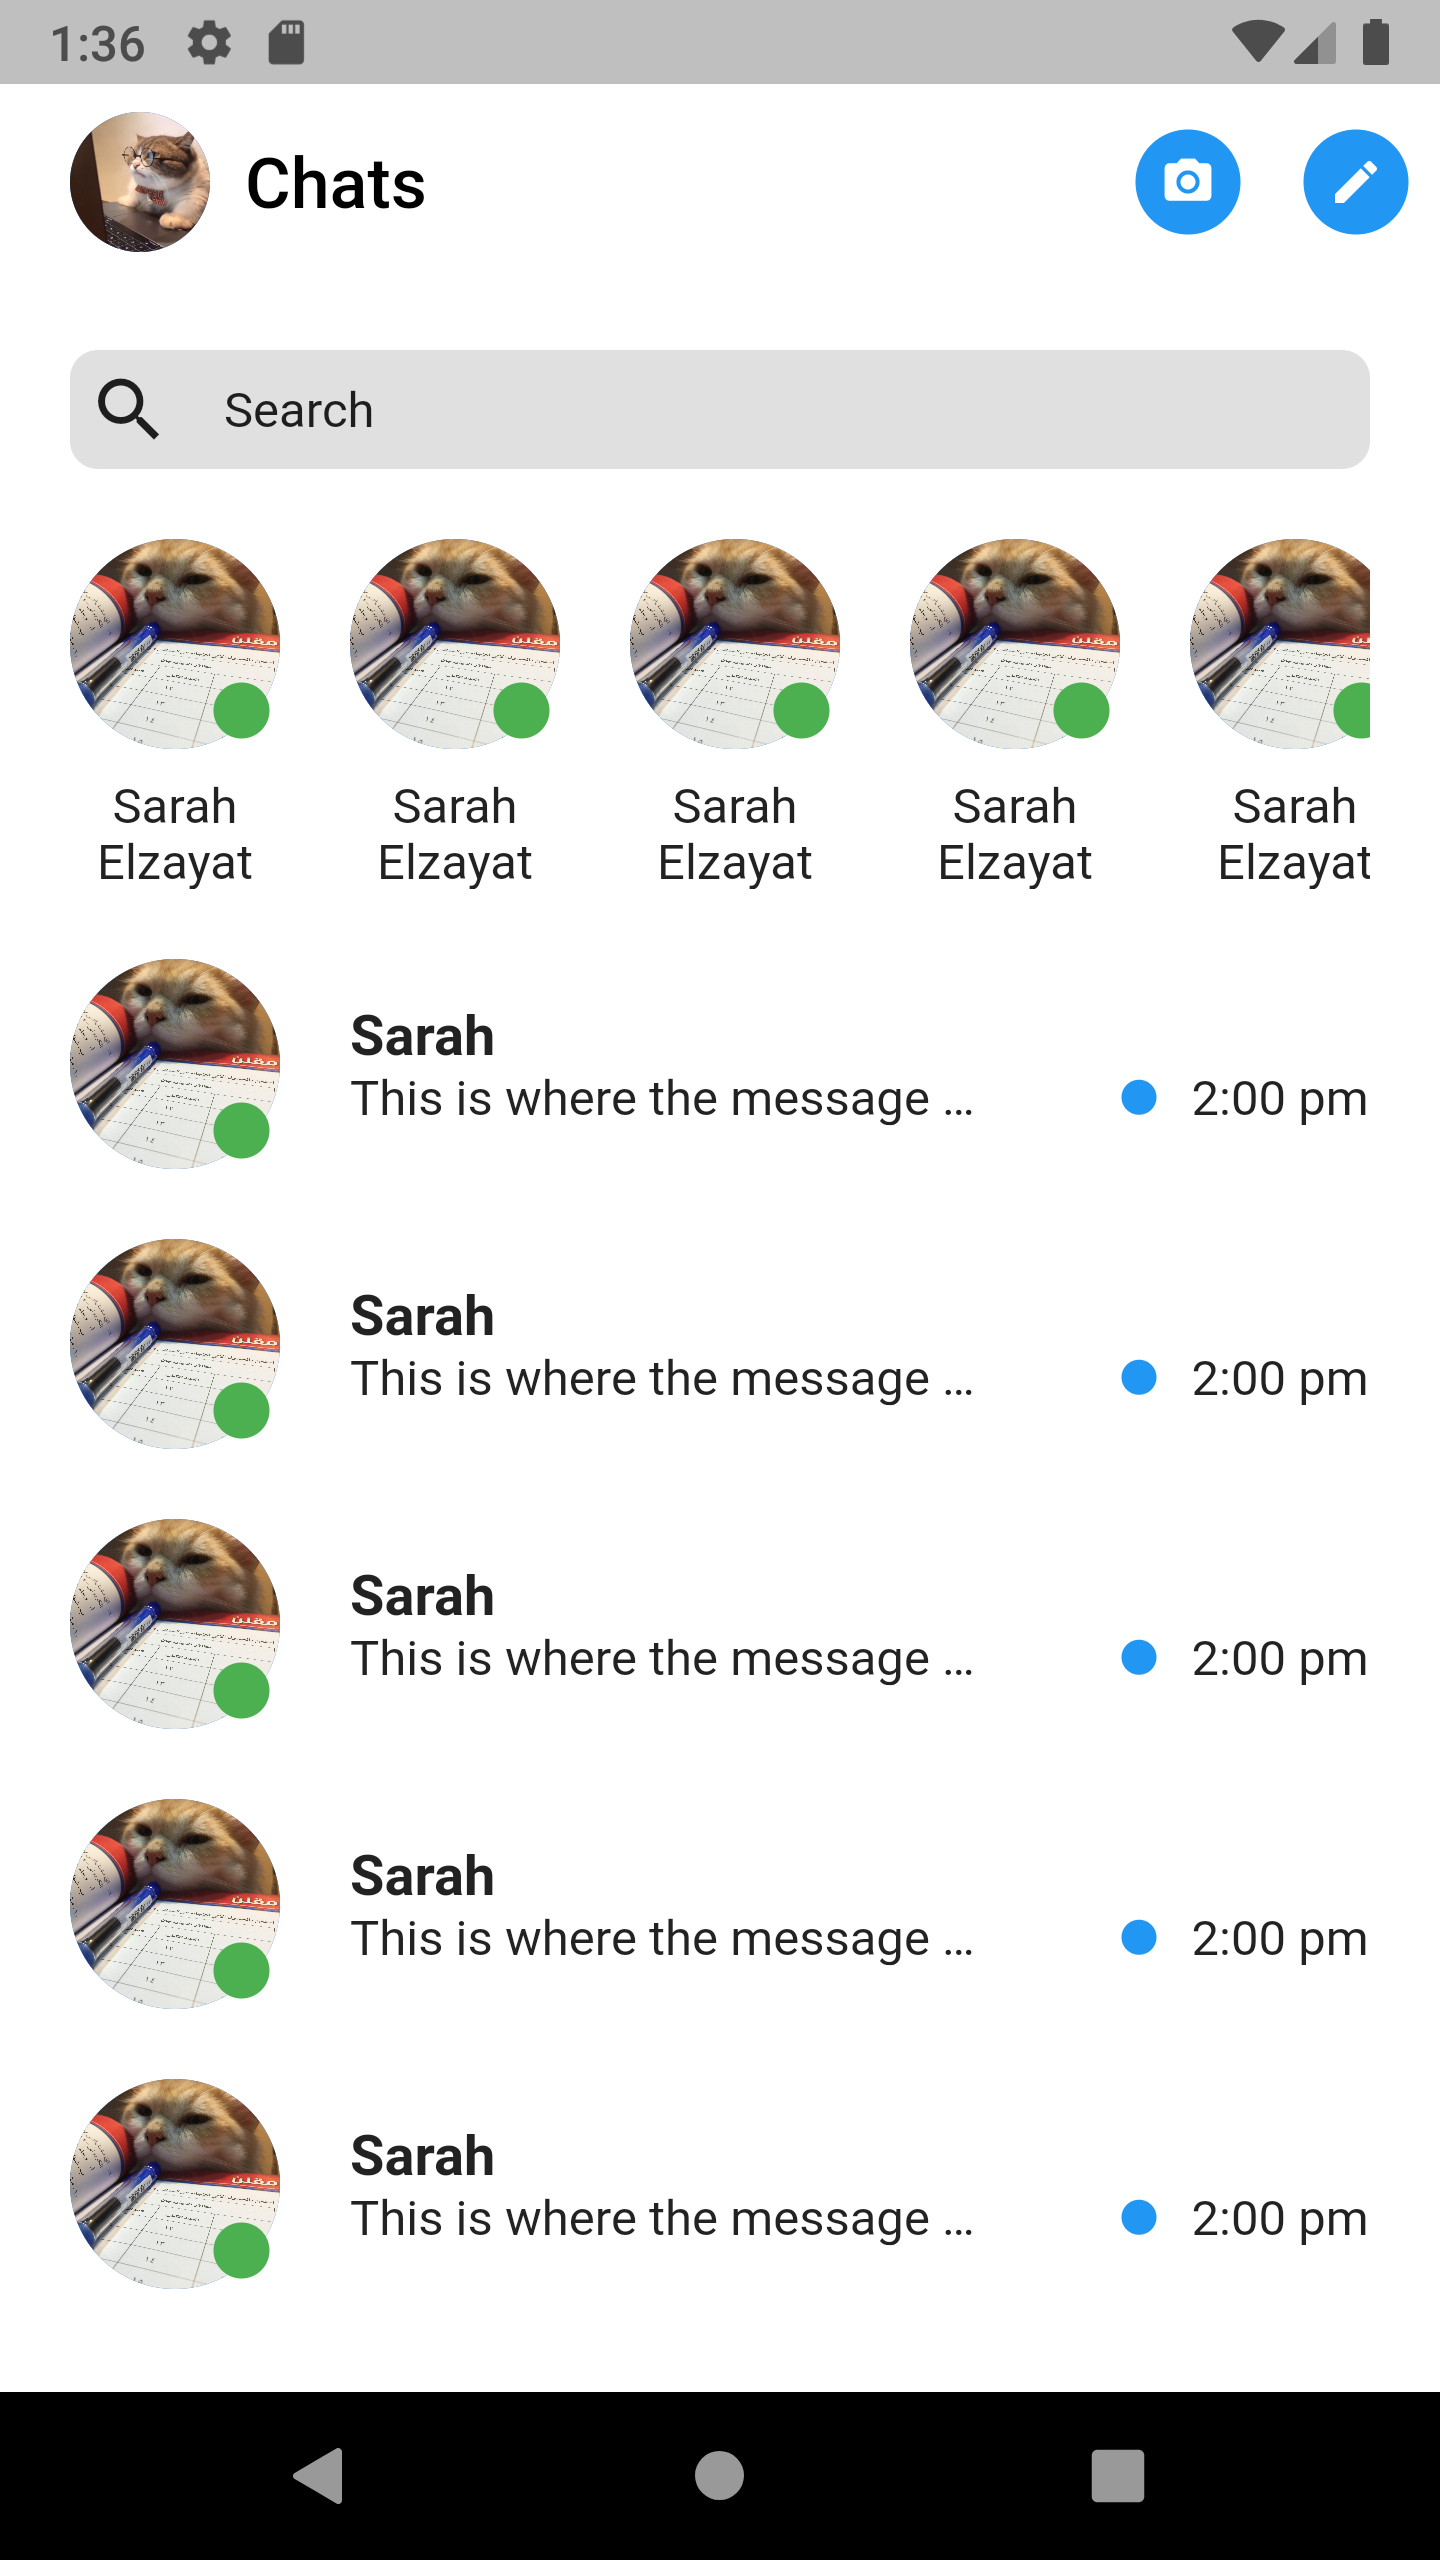 1:36
Chats
Search
Sarah
Elzayat
Sarah
Elzayat
Sarah
Elzayat
Sarah
Elzayat
Sarah
Elzayat
Sarah
This is where the message ...
2:00 pm
Sarah
This is where the message ...
2:00 pm
Sarah
This is where the message ...
2:00 pm
Sarah
This is where the message ...
2:00 pm
Sarah
This is where the message ...
2:00 pm